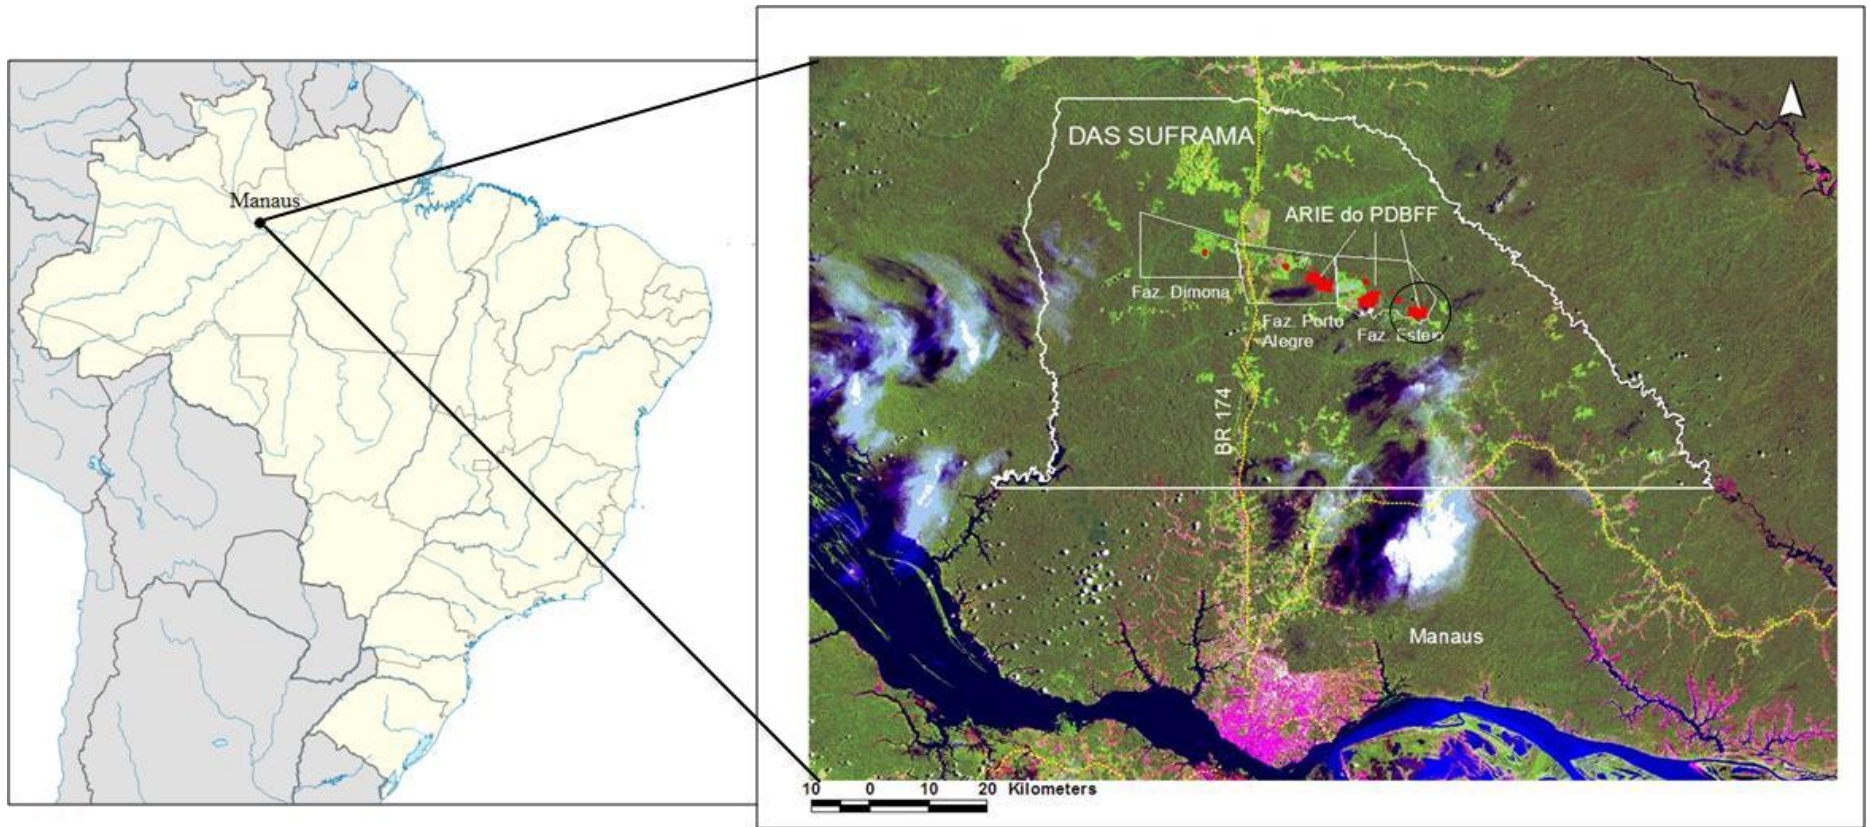 Manaus
DAS SUFRAMA
ARIE do PDBFF
Faz. Dimona
Faz. Porto
Alegre
Faz. Esteio
BR 174
Manaus
10 0 10 20 Kilometers